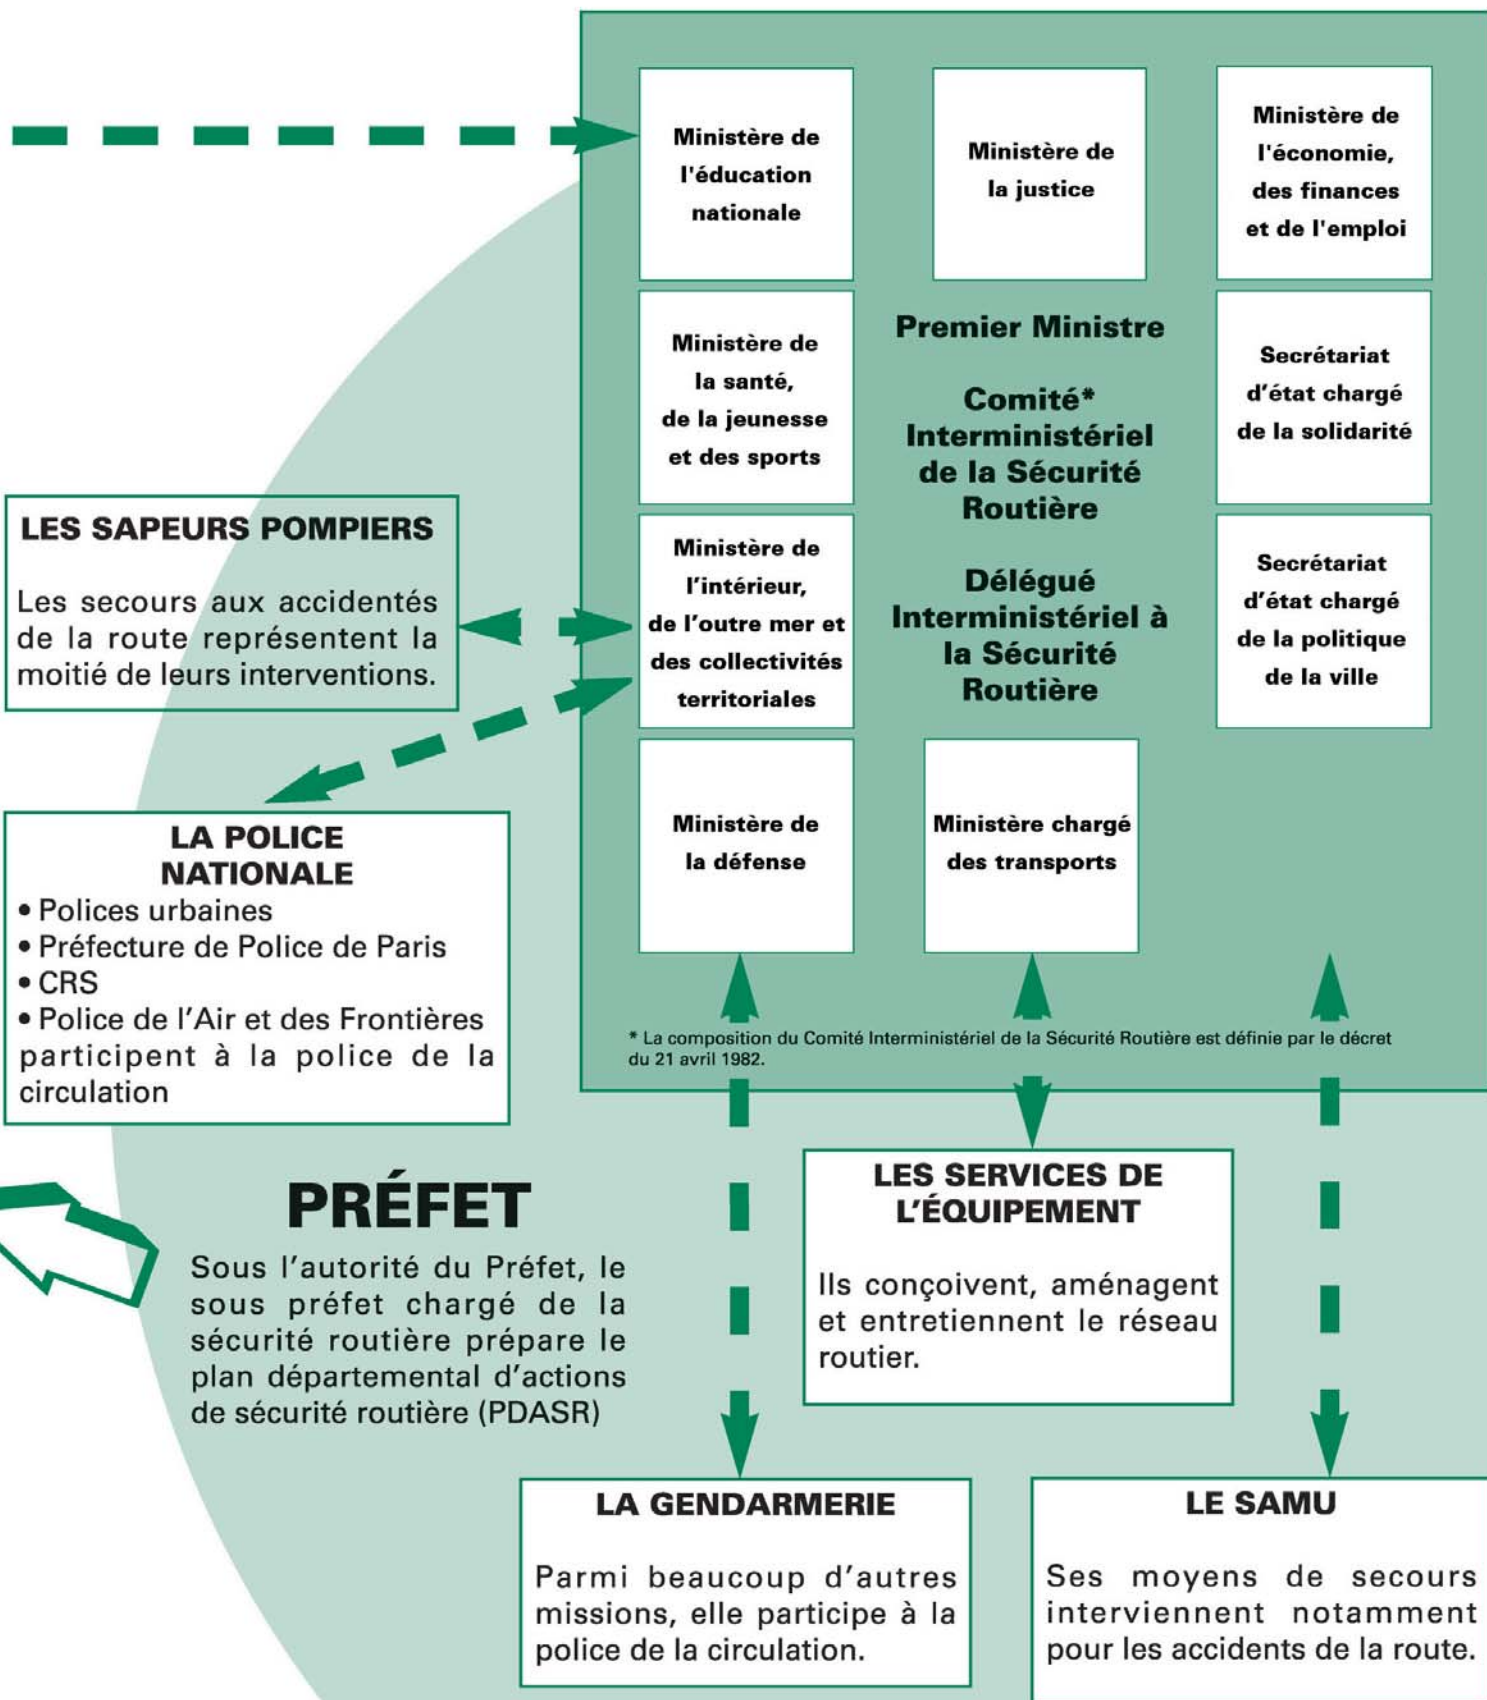 Ministère de
l'éducation
nationale
Ministère de
la justice
Ministère de
l'économie,
des finances
et de l'emploi
Ministère de
la santé,
de la jeunesse
et des sports
Premier Ministre
Comité*
Interministériel
de la Sécurité
Routière
Délégué
Interministériel à
la Sécurité
Routière
Secrétariat
d'état chargé
de la solidarité
LES SAPEURS POMPIERS
Les secours aux accidentés
de la route représentent la
moitié de leurs interventions.
Ministère de
l'intérieur,
de l'outre mer et
des collectivités
territoriales
Secrétariat
d'état chargé
de la politique
de la ville
LA POLICE
NATIONALE
• Polices urbaines
• Préfecture de Police de Paris
• CRS
• Police de l'Air et des Frontières
participent à la police de la
circulation
Ministère de
la défense
Ministère chargé
des transports
* La composition du Comité Interministériel de la Sécurité Routière est définie par le décret
du 21 avril 1982.
PRÉFET
Sous l'autorité du Préfet, le
sous préfet chargé de la
sécurité routière prépare le
plan départemental d'actions
de sécurité routière (PDASR)
LES SERVICES DE
L'ÉQUIPEMENT
Ils conçoivent, aménagent
et entretiennent le réseau
routier.
LA GENDARMERIE
Parmi beaucoup d'autres
missions, elle participe à la
police de la circulation.
LE SAMU
Ses moyens de secours
interviennent notamment
pour les accidents de la route.